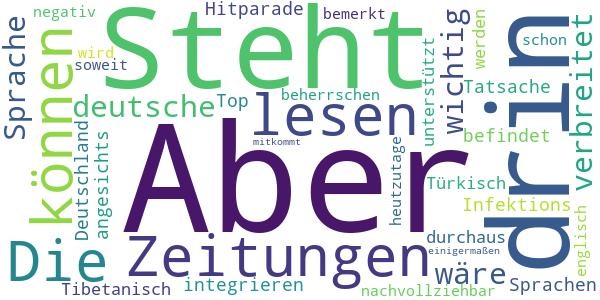 negativ
Hitparade
bemerkt
Sprache
können
wird
soweit
Steht
deutsche
Top
beherrschen
lesen
unterstützt
wichtig
werden
drin
schon
verbreitet
Tatsache
befindet
mitkommt
Aber
heutzutage
Türkisch
Infektions
Deutschland
angesichts
Die
Zeitungen
durchaus
einigermaßen
wäre
englisch
Tibetanisch
integrieren
nachvollziehbar
Sprachen